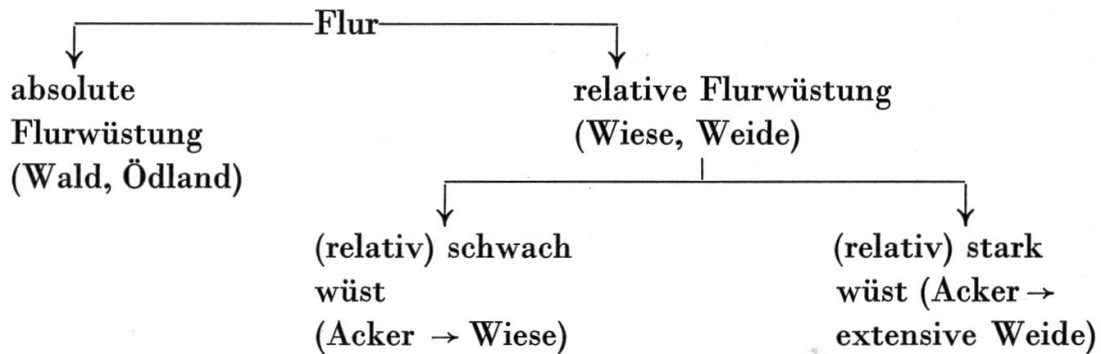 Flur
absolute
Flurwüstung
(Wald, Ödland)
relative Flurwüstung
(Wiese, Weide)
(relativ) schwach
wüst
(Acker → Wiese)
(relativ) stark
wüst (Acker →
extensive Weide)